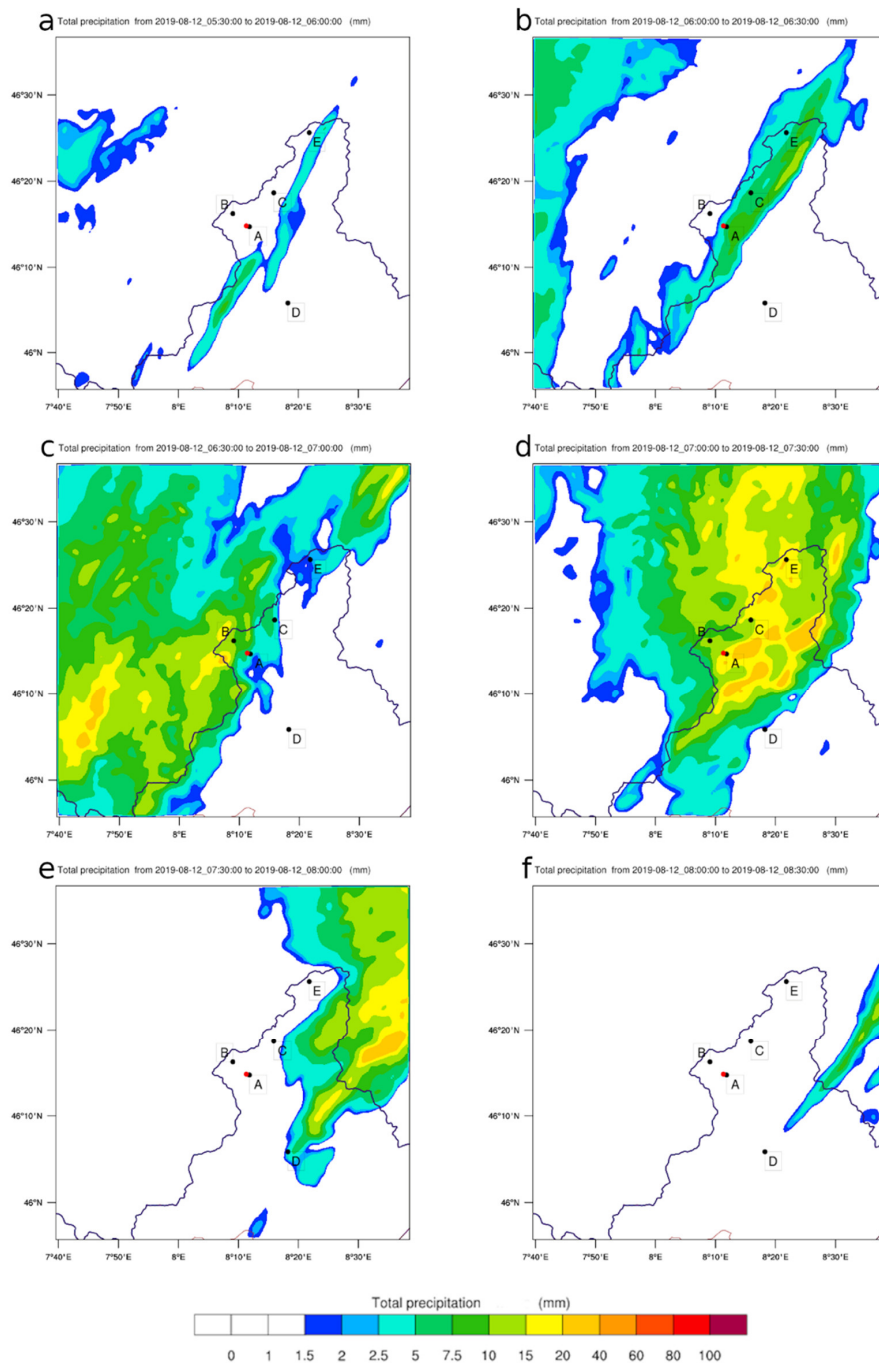 a
Total precipitation from 2019-08-12_05:30:00 to 2019-08-12_06:00:00 (mm)
46°30'N
46°20'N
46°10'N
46°N
7°40'E 7°50'E 8°E 8°10'E 8°20'E 8°30'E
E
C
B
A
D
b
Total precipitation from 2019-08-12_06:00:00 to 2019-08-12_06:30:00 (mm)
46°30'N
46°20'N
46°10'N
46°N
7°40'E 7°50'E 8°E 8°10'E 8°20'E 8°30'E
E
C
B
A
D
c
Total precipitation from 2019-08-12_06:30:00 to 2019-08-12_07:00:00 (mm)
46°30'N
46°20'N
46°10'N
46°N
7°40'E 7°50'E 8°E 8°10'E 8°20'E 8°30'E
E
C
B
A
D
d
Total precipitation from 2019-08-12_07:00:00 to 2019-08-12_07:30:00 (mm)
46°30'N
46°20'N
46°10'N
46°N
7°40'E 7°50'E 8°E 8°10'E 8°20'E 8°30'E
E
C
B
A
D
e
Total precipitation from 2019-08-12_07:30:00 to 2019-08-12_08:00:00 (mm)
46°30'N
46°20'N
46°10'N
46°N
7°40'E 7°50'E 8°E 8°10'E 8°20'E 8°30'E
E
C
B
A
D
f
Total precipitation from 2019-08-12_08:00:00 to 2019-08-12_08:30:00 (mm)
46°30'N
46°20'N
46°10'N
46°N
7°40'E 7°50'E 8°E 8°10'E 8°20'E 8°30'E
E
C
B
A
D
Total precipitation (mm)
0 1 1.5 2 2.5 5 7.5 10 15 20 40 60 80 100